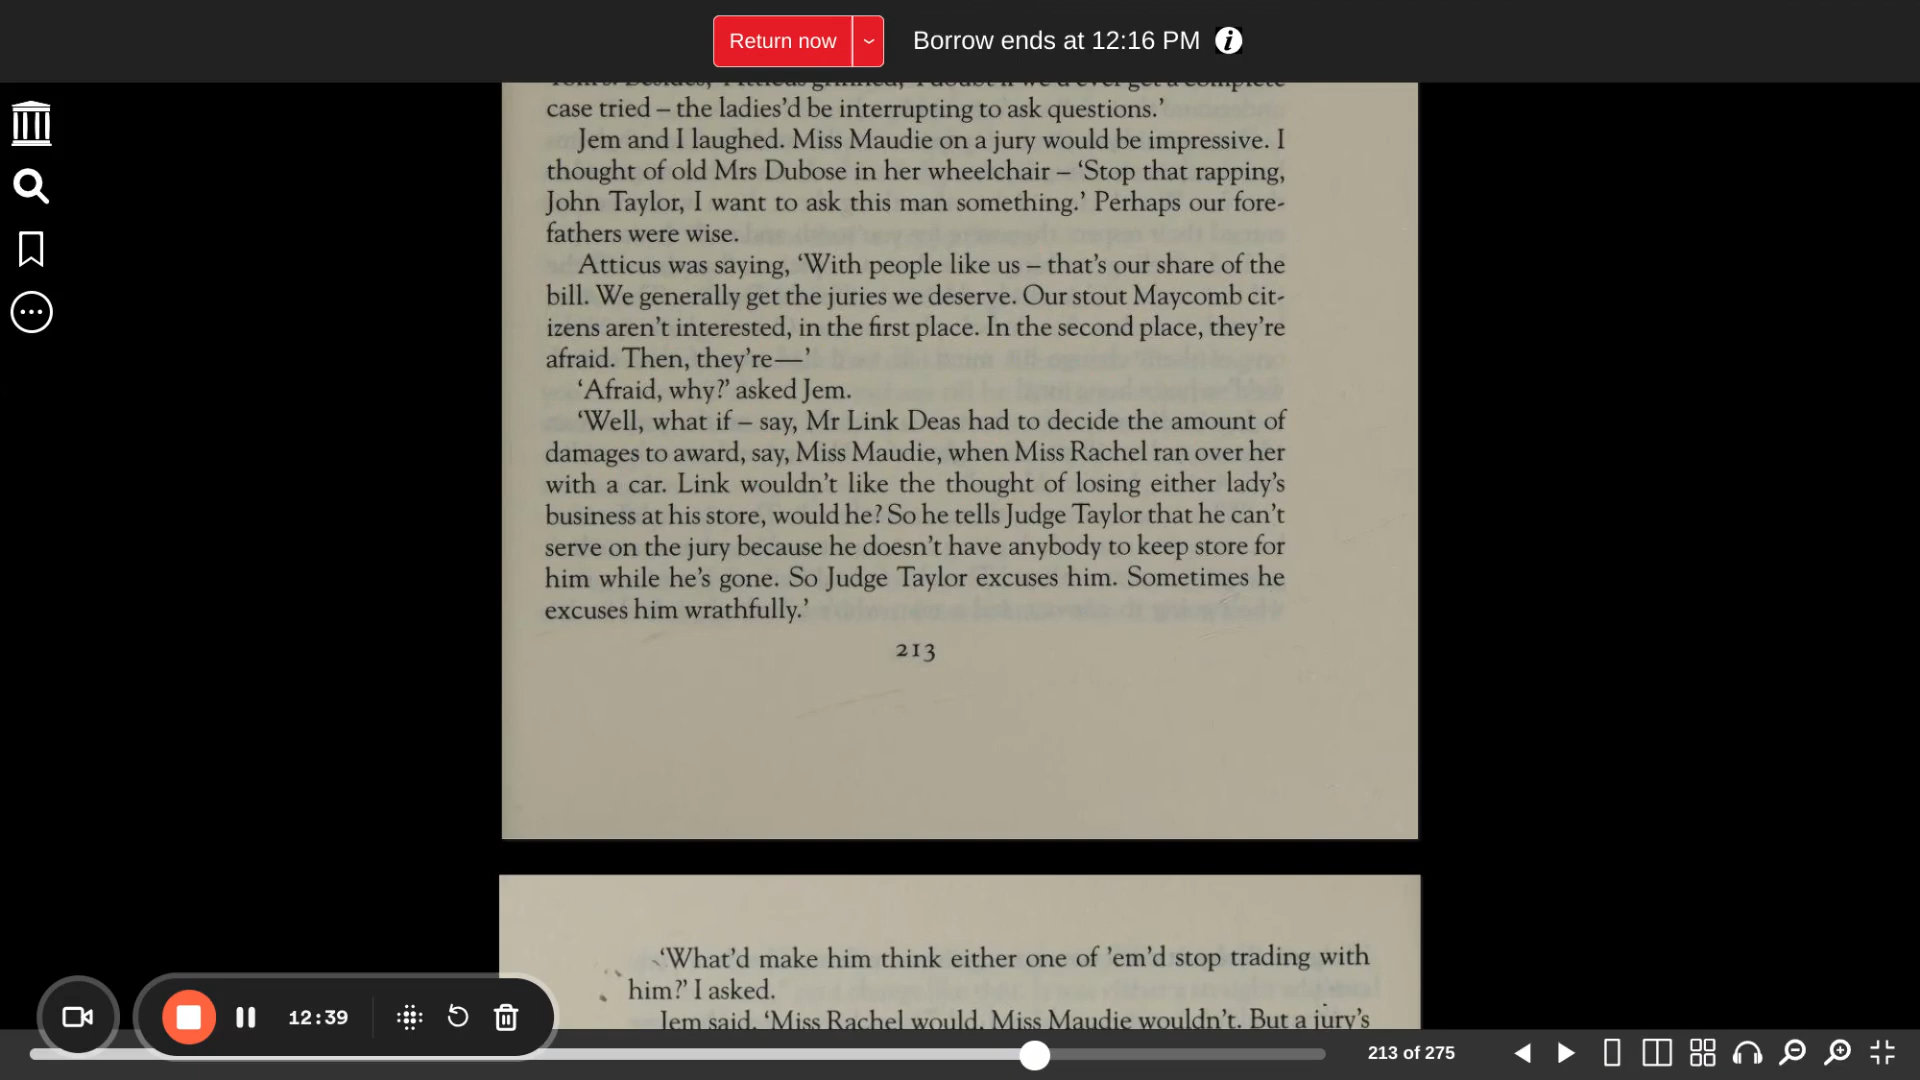 Return now
Borrow ends at 12:16 PM
case tried – the ladies’d be interrupting to ask questions.’
Jem and I laughed. Miss Maudie on a jury would be impressive. I
thought of old Mrs Dubose in her wheelchair – ‘Stop that rapping,
John Taylor, I want to ask this man something.’ Perhaps our fore-
fathers were wise.
Atticus was saying, ‘With people like us – that’s our share of the
bill. We generally get the juries we deserve. Our stout Maycomb cit-
izens aren’t interested, in the first place. In the second place, they’re
afraid. Then, they’re—’
‘Afraid, why?’ asked Jem.
‘Well, what if – say, Mr Link Deas had to decide the amount of
damages to award, say, Miss Maudie, when Miss Rachel ran over her
with a car. Link wouldn’t like the thought of losing either lady’s
business at his store, would he? So he tells Judge Taylor that he can’t
serve on the jury because he doesn’t have anybody to keep store for
him while he’s gone. So Judge Taylor excuses him. Sometimes he
excuses him wrathfully.’
213
‘What’d make him think either one of ’em’d stop trading with
him?’ I asked.
Jem said, ‘Miss Rachel would, Miss Maudie wouldn’t. But a jury’s
12:39
213 of 275